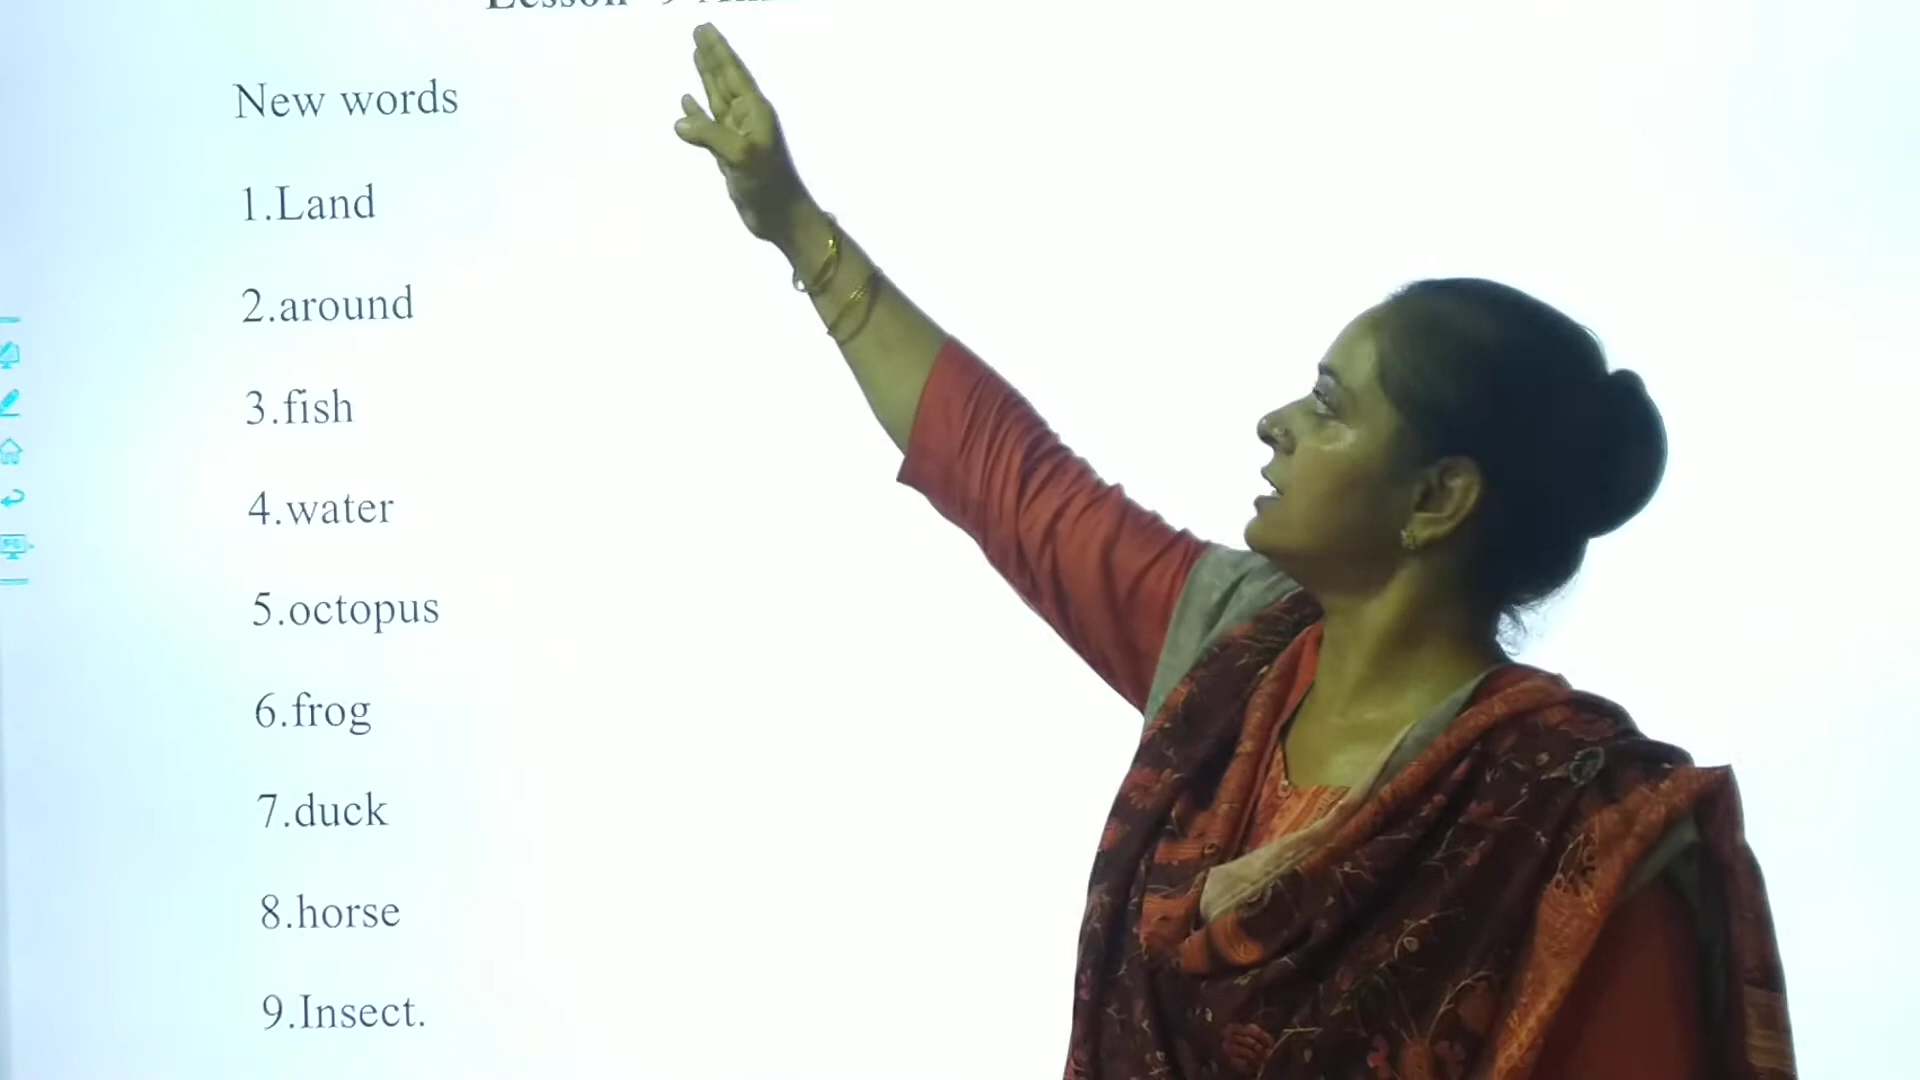 Lesson
New words
1.Land
2.around
3.fish
4.water
5.octopus
6.frog
7.duck
8.horse
9.Insect.